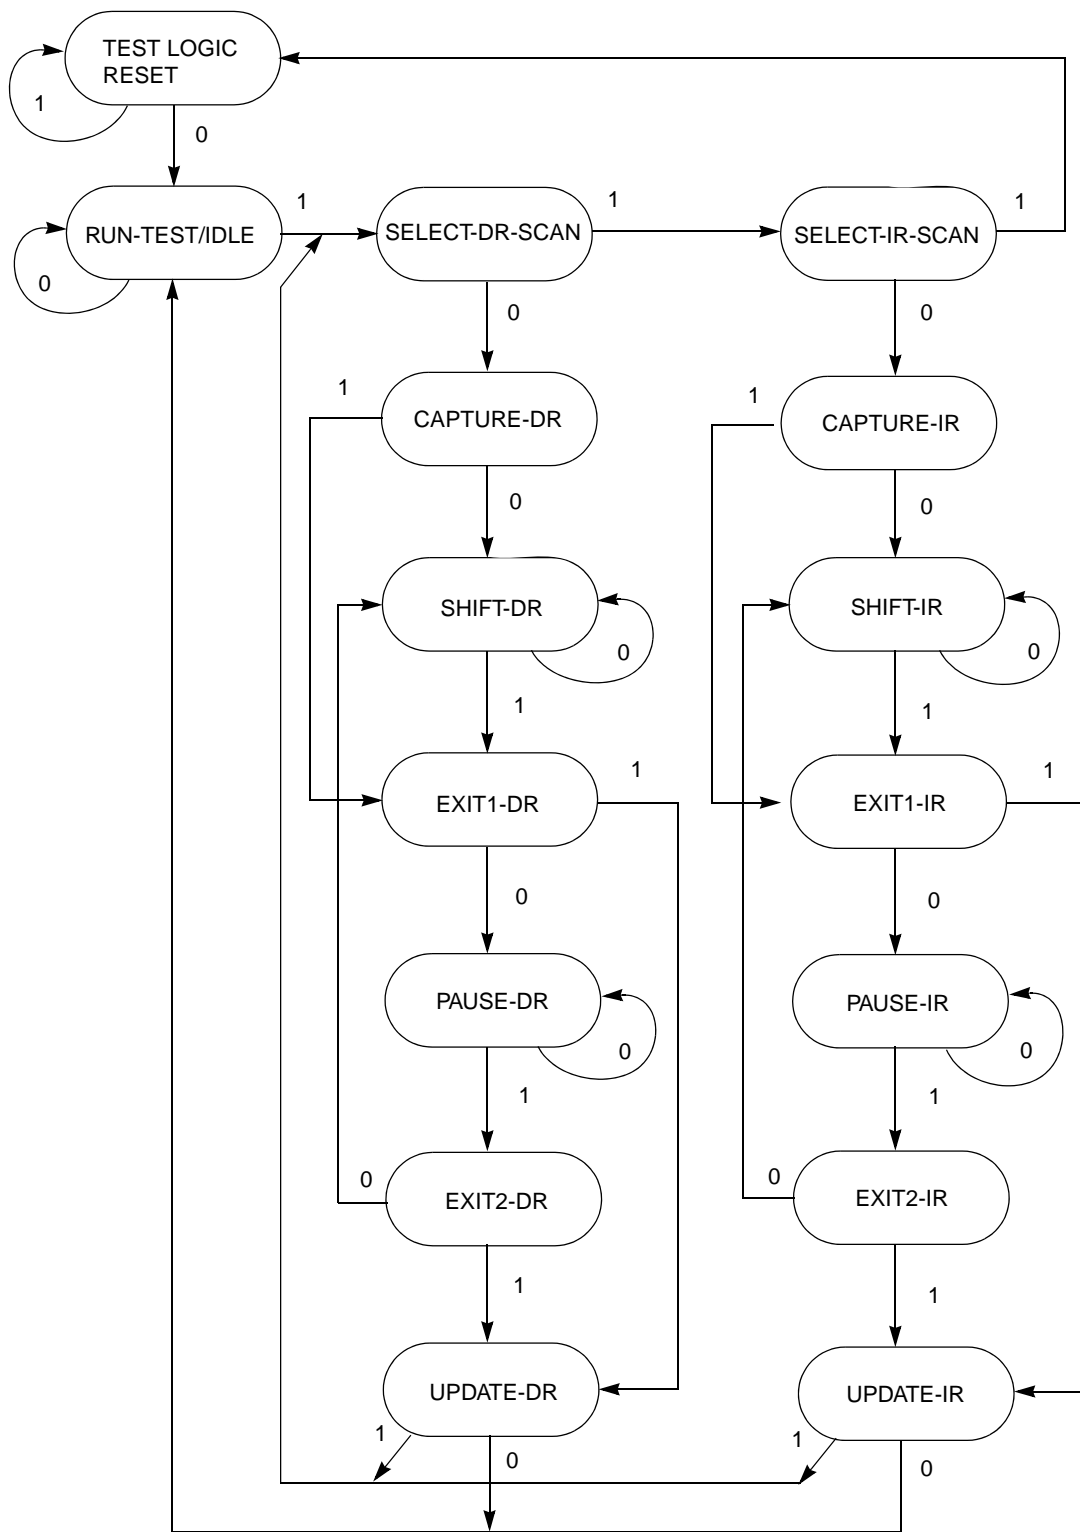 TEST LOGIC
RESET
1
0
RUN-TEST/IDLE
1
SELECT-DR-SCAN
1
SELECT-IR-SCAN
1
0
0
0
1
CAPTURE-DR
1
CAPTURE-IR
0
0
SHIFT-DR
0
SHIFT-IR
0
1
1
EXIT1-DR
1
EXIT1-IR
1
0
0
PAUSE-DR
0
PAUSE-IR
0
1
1
0
EXIT2-DR
0
EXIT2-IR
1
1
UPDATE-DR
UPDATE-IR
1
0
1
0